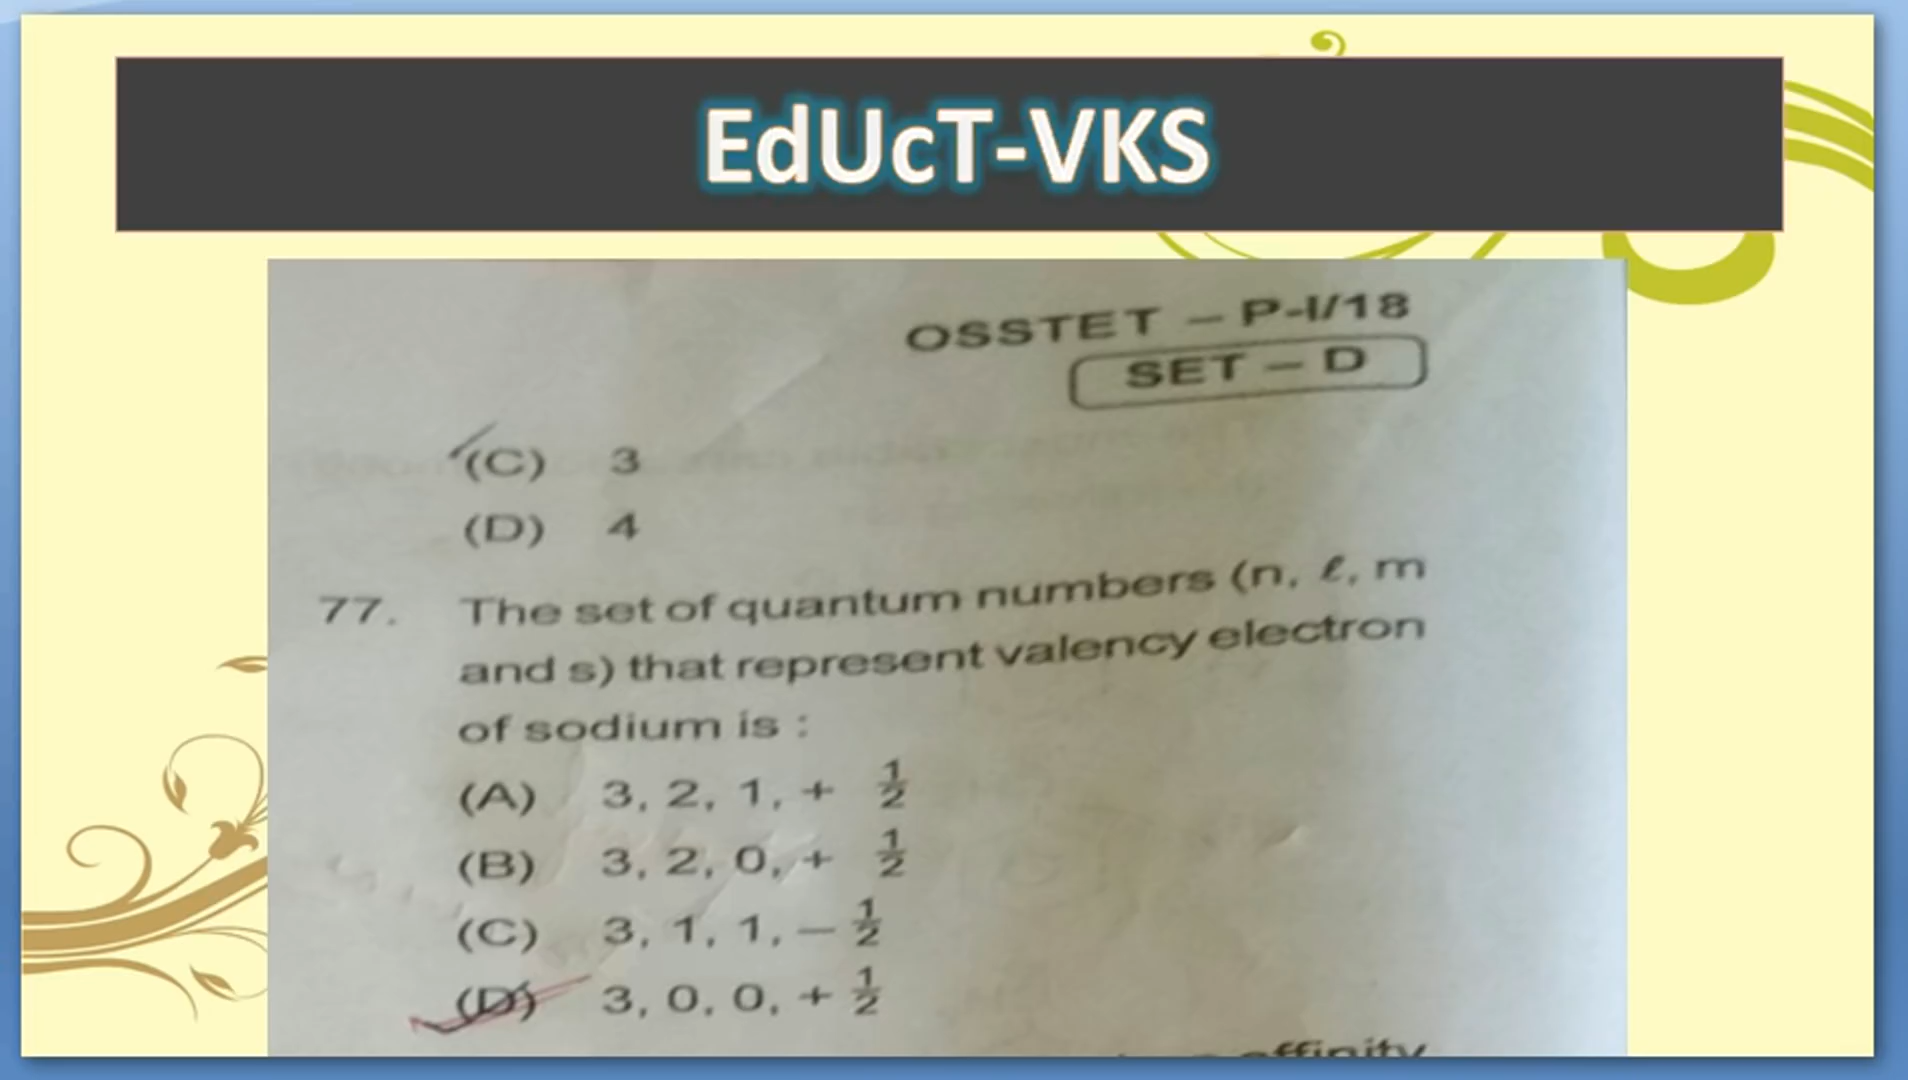 EdUcT-VKS
OSSTET – P-I/18
SET – D
(C) 3
(D) 4
77. The set of quantum numbers (n, ℓ, m
and s) that represent valency electron
of sodium is :
(A) 3, 2, 1, + 1/2
(B) 3, 2, 0, + 1/2
(C) 3, 1, 1, – 1/2
(D) 3, 0, 0, + 1/2
affinity